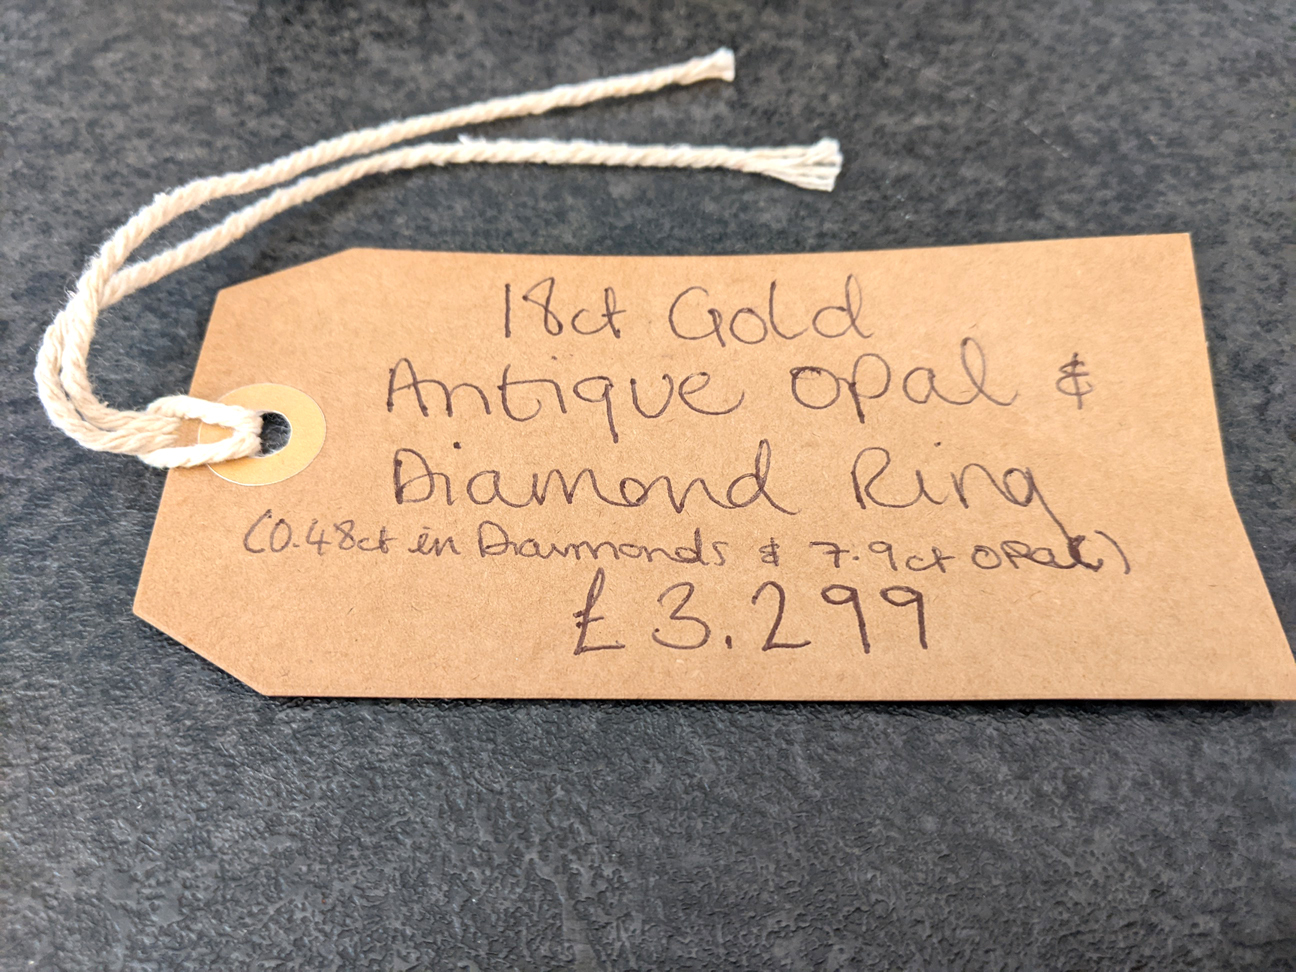 18ct Gold
Antique Opal &
Diamond Ring
(0.48ct in Diamonds & 7.9ct Opal)
£3.299